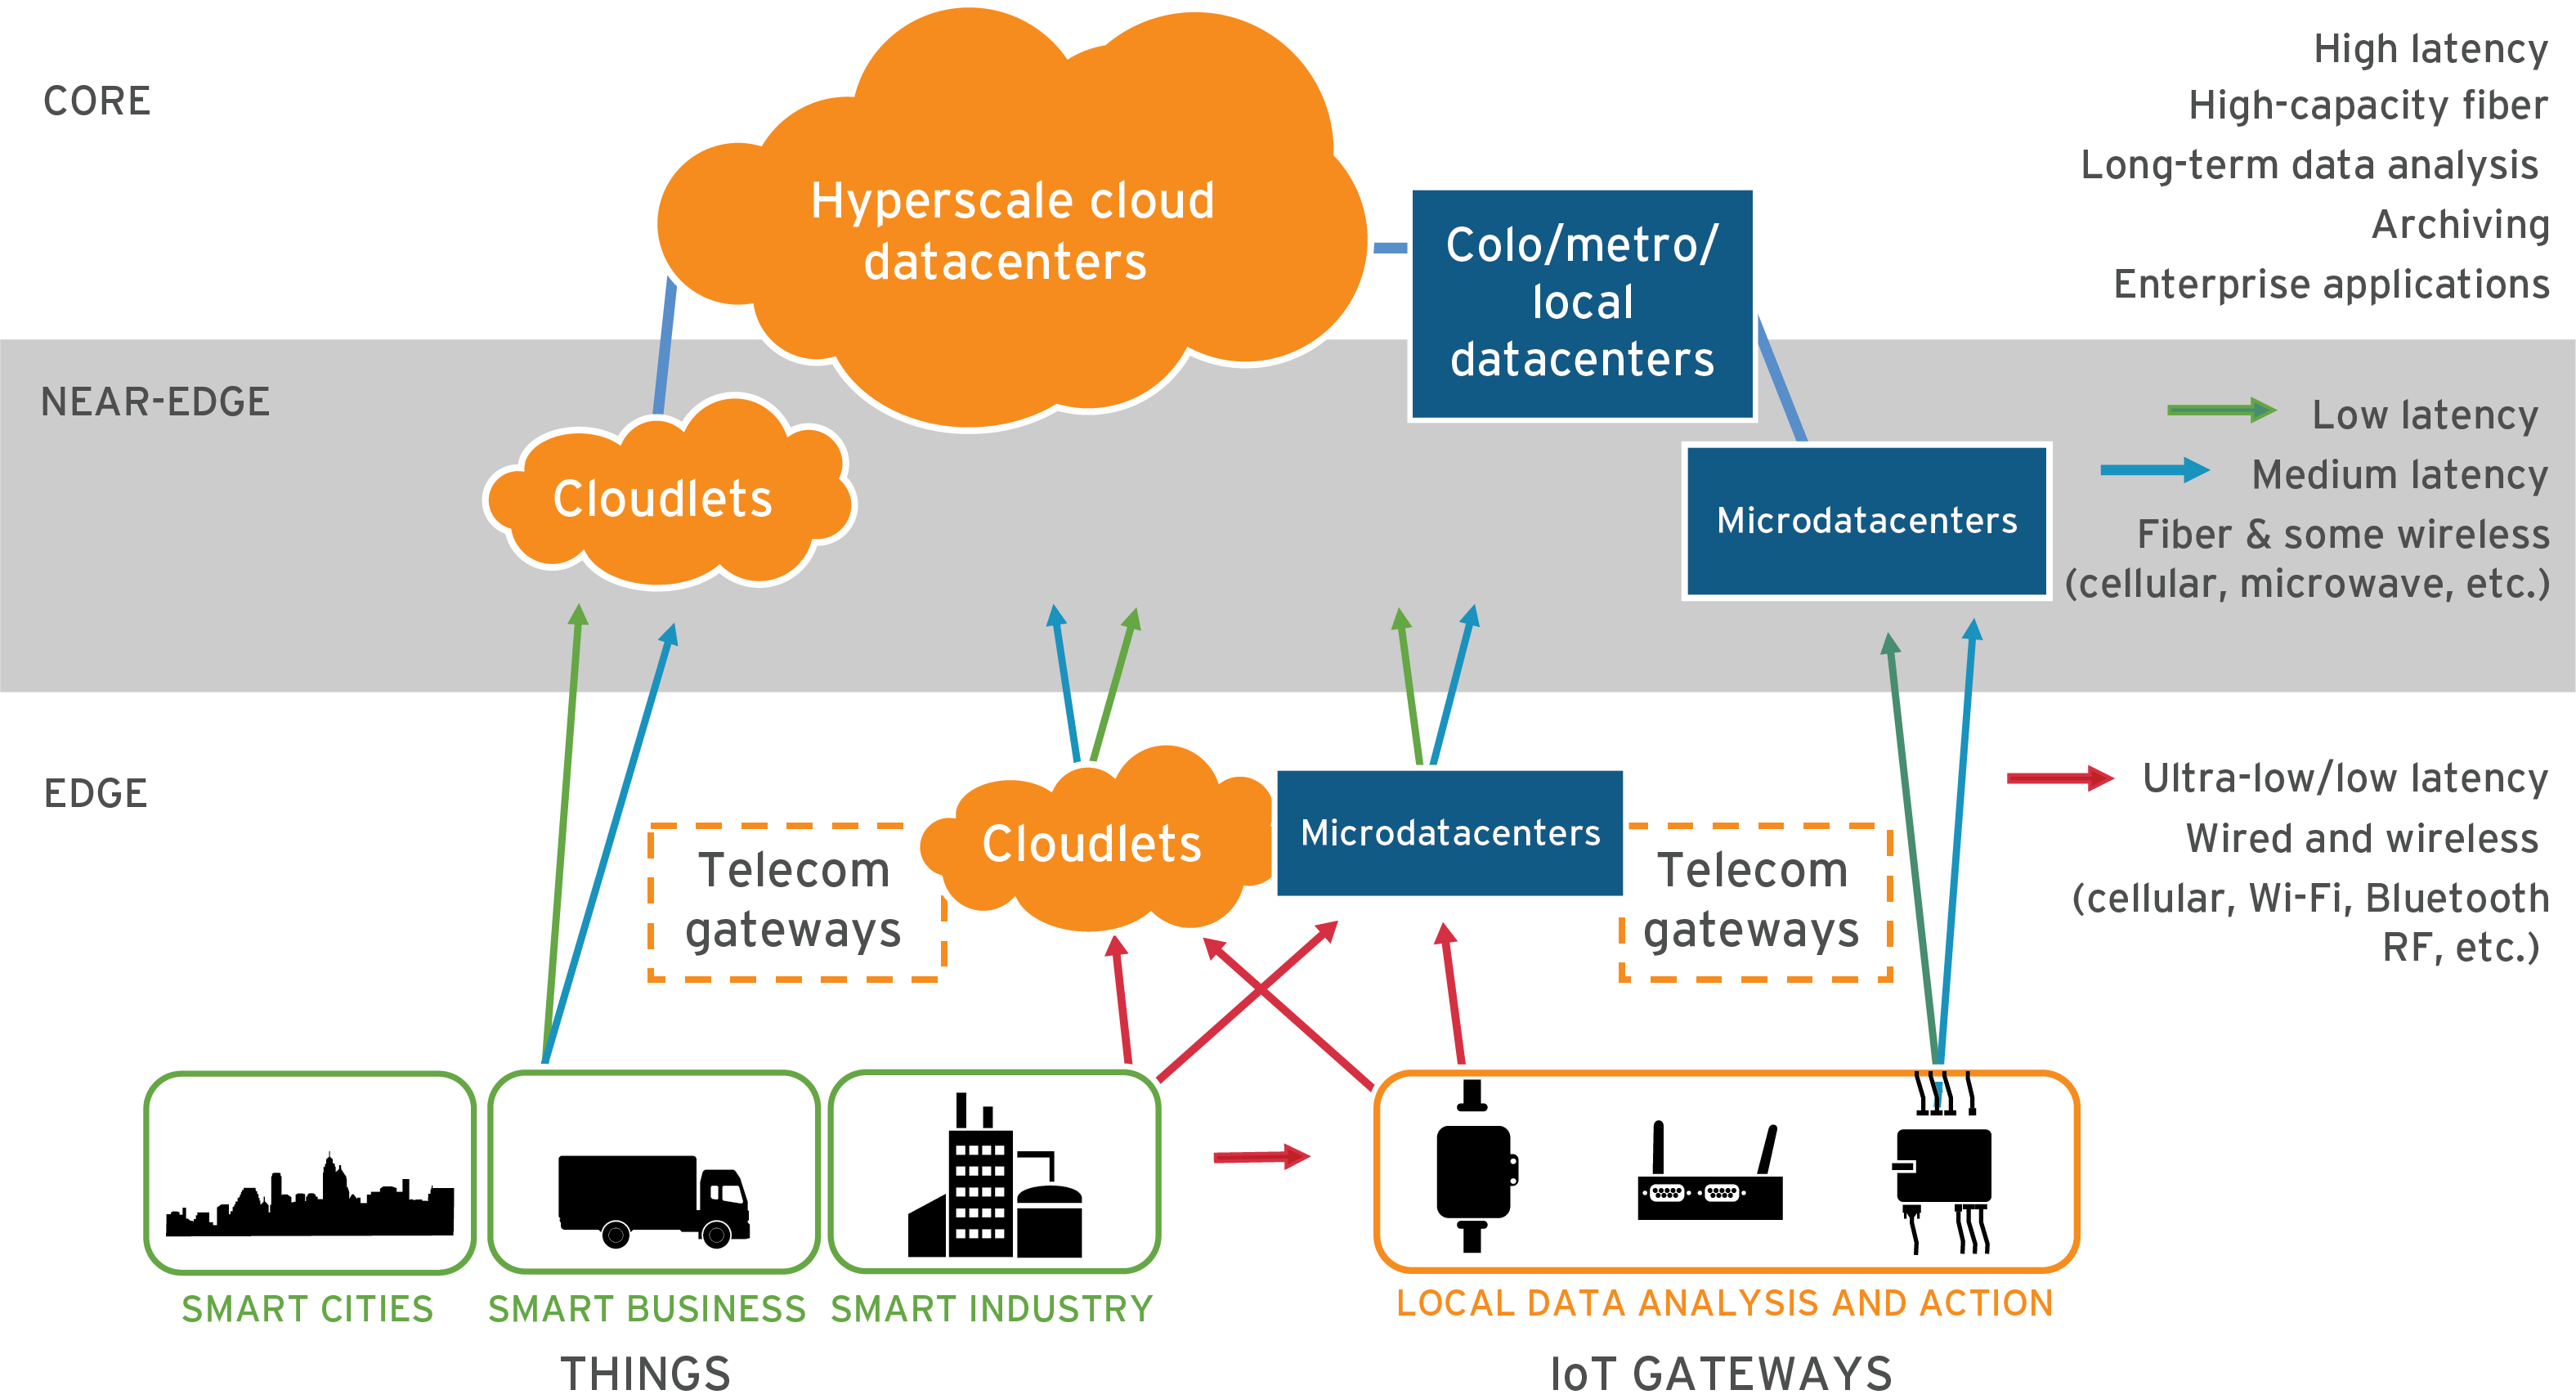 CORE
Hyperscale cloud
datacenters
Colo/metro/
local
datacenters
High latency
High-capacity fiber
Long-term data analysis
Archiving
Enterprise applications
NEAR-EDGE
Cloudlets
Microdatacenters
Low latency
Medium latency
Fiber & some wireless
(cellular, microwave, etc.)
EDGE
Telecom
gateways
Cloudlets
Microdatacenters
Telecom
gateways
Ultra-low/low latency
Wired and wireless
(cellular, Wi-Fi, Bluetooth
RF, etc.)
SMART CITIES
SMART BUSINESS
SMART INDUSTRY
LOCAL DATA ANALYSIS AND ACTION
THINGS
IoT GATEWAYS